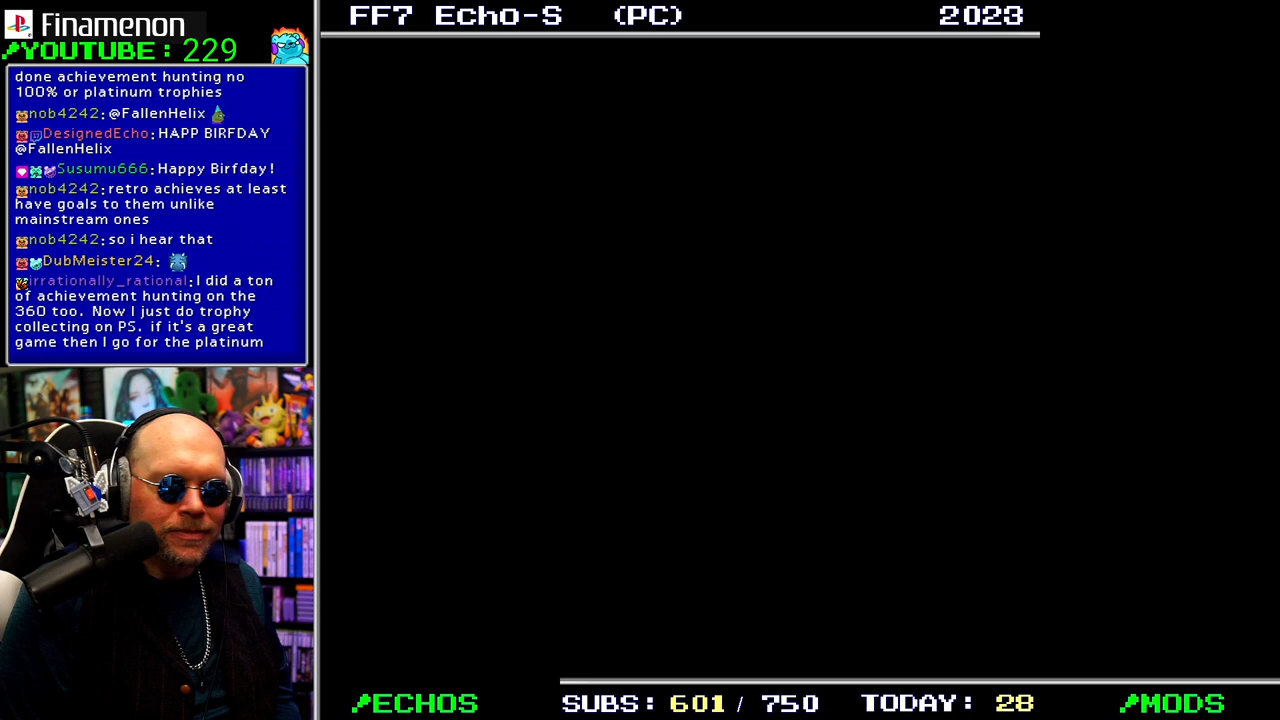 Finamenon
/YOUTUBE: 229
FF7 Echo-S (PC) 2023
done achievement hunting no
100% or platinum trophies
nob4242: @FallenHelix
DesignedEcho: HAPP BIRFDAY
@FallenHelix
Susumu666: Happy Birfday!
nob4242: retro achieves at least
have goals to them unlike
mainstream ones
nob4242: so i hear that
DubMeister24:
irrationally_rational: I did a ton
of achievement hunting on the
360 too. Now I just do trophy
collecting on PS. if it's a great
game then I go for the platinum
/ECHOS SUBS: 601 / 750 TODAY: 28 /MODS